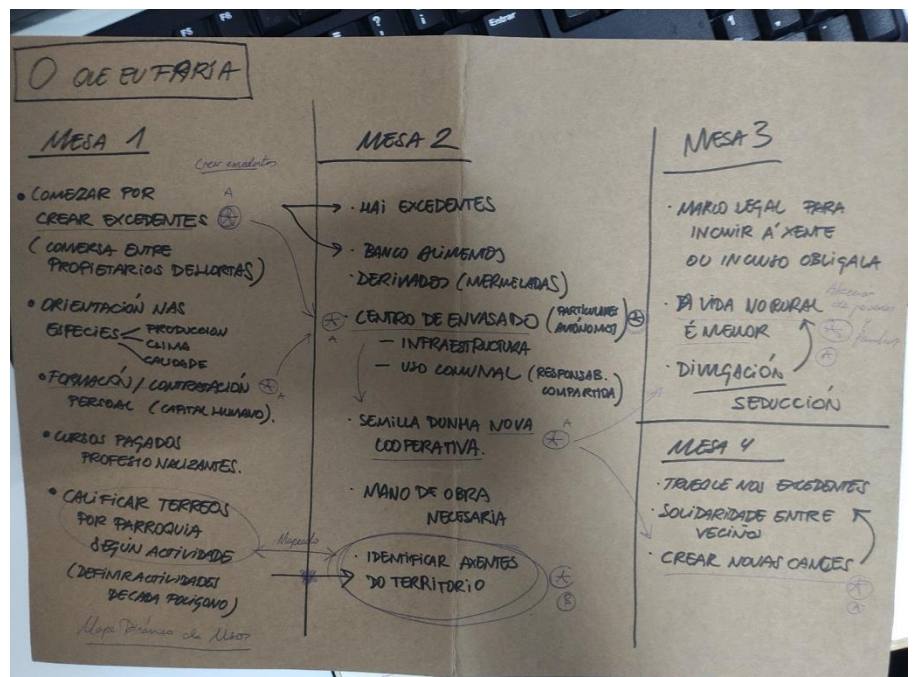 O QUE EU FARIA
MESA 1
Crear excedentes
A
• COMEZAR POR
CREAR EXCEDENTES
(CONVERSA ENTRE
PROPIETARIOS DE HORTAS)
• ORIENTACIÓN NAS
ESPECIES
PRODUCCIÓN
CLIMA
CALIDADE
• FORMACIÓN / CONTRATACIÓN
A
PERSOAL (CAPITAL HUMANO).
• CURSOS PAGADOS
PROFESIONALIZANTES.
• CALIFICAR TERREOS
POR PARROQUIA
SEGÚN ACTIVIDADE
(DEFINIR ACTIVIDADES
DE CADA POLÍGONO)
Mapeado
MESA 2
· HAI EXCEDENTES
· BANCO ALIMENTOS
· DERIVADOS (MERMELADAS)
· CENTRO DE ENVASADO (PARTICULARES
AUTÓNOMOS)
A
— INFRAESTRUCTURA
— USO COMUNAL (RESPONSAB.
COMPARTIDA)
· SEMILLA DUNHA NOVA
A
COOPERATIVA.
· MANO DE OBRA
NECESARIA
· IDENTIFICAR AXENTES
DO TERRITORIO
B
MESA 3
· MARCO LEGAL PARA
INCLUIR Á XENTE
OU INCLUSO OBLIGALA
· A VIDA NO RURAL
É MELLOR
A
· DIVULGACIÓN
A
SEDUCCIÓN
MESA 4
· TRUEQUE NOS EXCEDENTES
· SOLIDARIDADE ENTRE
VECIÑOS
· CREAR NOVAS CANLES
A